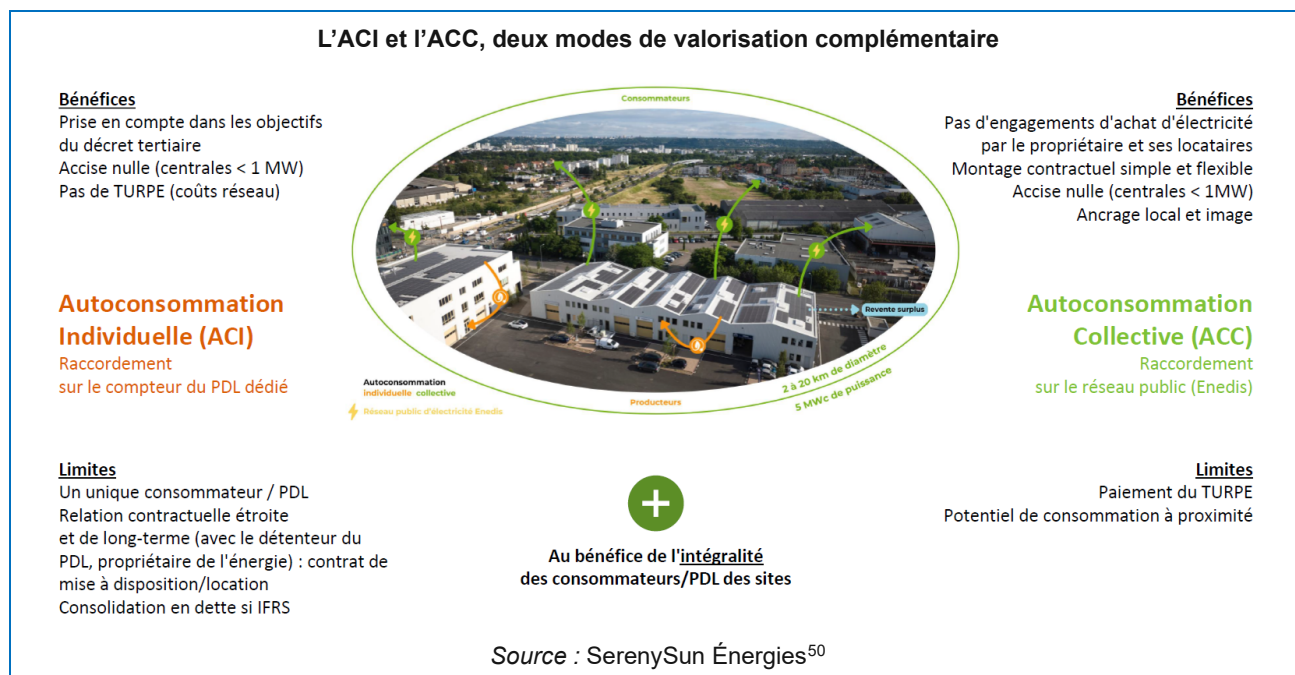 L'ACI et l'ACC, deux modes de valorisation complémentaire
Bénéfices
Prise en compte dans les objectifs
du décret tertiaire
Accise nulle (centrales < 1 MW)
Pas de TURPE (coûts réseau)
Autoconsommation
Individuelle (ACI)
Raccordement
sur le compteur du PDL dédié
Limites
Un unique consommateur / PDL
Relation contractuelle étroite
et de long-terme (avec le détenteur du
PDL, propriétaire de l'énergie) : contrat de
mise à disposition/location
Consolidation en dette si IFRS
Consommateurs
Revente surplus
2 à 20 km de diamètre
5 MWc de puissance
Producteurs
Autoconsommation
individuelle collective
Réseau public d'électricité Enedis
Au bénéfice de l'intégralité
des consommateurs/PDL des sites
Bénéfices
Pas d'engagements d'achat d'électricité
par le propriétaire et ses locataires
Montage contractuel simple et flexible
Accise nulle (centrales < 1MW)
Ancrage local et image
Autoconsommation
Collective (ACC)
Raccordement
sur le réseau public (Enedis)
Limites
Paiement du TURPE
Potentiel de consommation à proximité
Source : SerenySun Énergies50